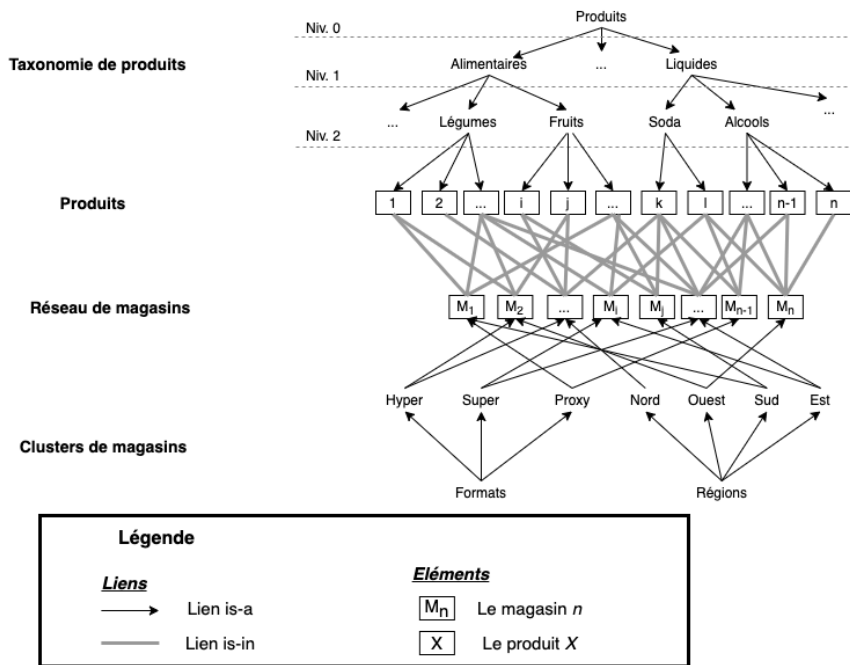 Produits
Niv. 0
Taxonomie de produits
Alimentaires
...
Liquides
Niv. 1
...
Légumes
Fruits
Soda
Alcools
...
Niv. 2
Produits
1
2
...
i
j
...
k
l
...
n-1
n
Réseau de magasins
M1
M2
...
Mi
Mj
...
Mn-1
Mn
Hyper
Super
Proxy
Nord
Ouest
Sud
Est
Clusters de magasins
Formats
Régions
Légende
Liens
Eléments
Lien is-a
Mn
Le magasin n
Lien is-in
X
Le produit X